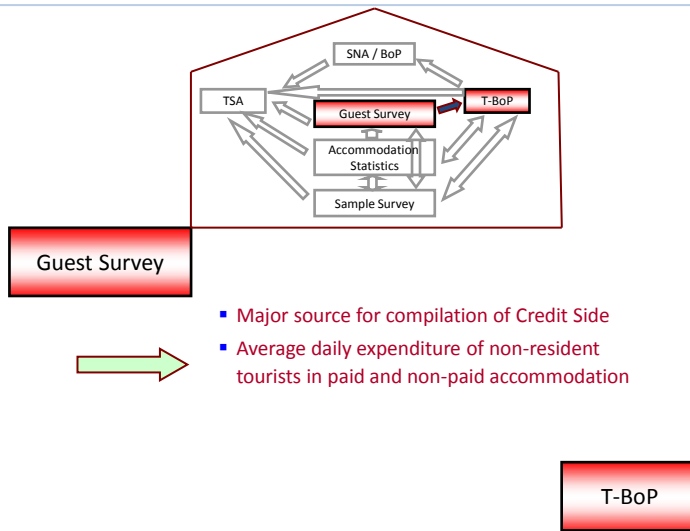 SNA / BoP
TSA
T-BoP
Guest Survey
Accommodation
Statistics
Sample Survey
Guest Survey
Major source for compilation of Credit Side
Average daily expenditure of non-resident
tourists in paid and non-paid accommodation
T-BoP